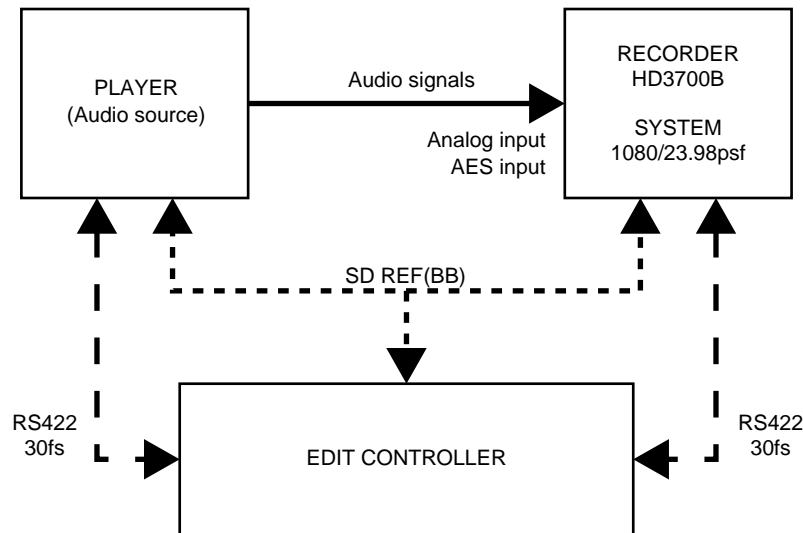 PLAYER
(Audio source)
Audio signals
Analog input
AES input
RECORDER
HD3700B
SYSTEM
1080/23.98psf
SD REF(BB)
RS422
30fs
EDIT CONTROLLER
RS422
30fs